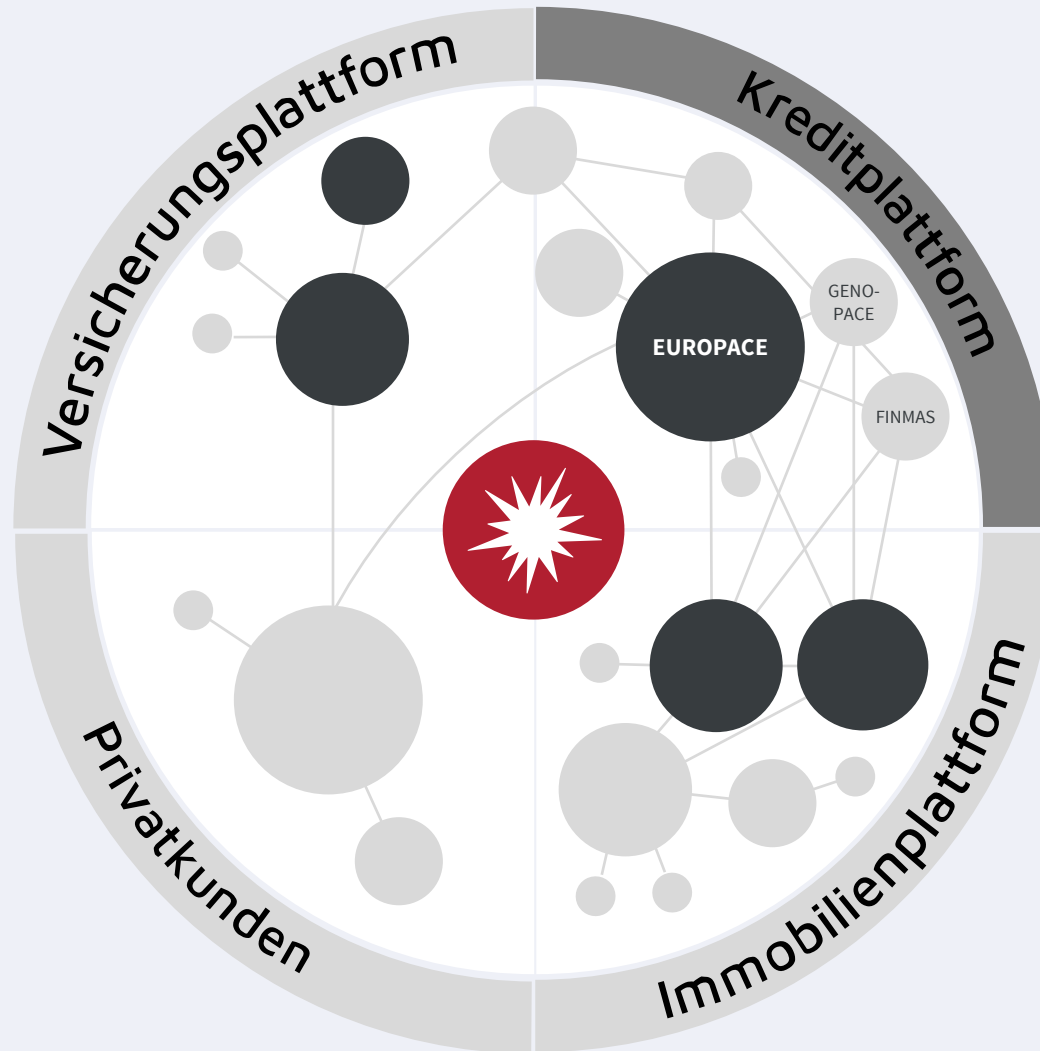 Versicherungsplattform
Kreditplattform
GENO-
PACE
EUROPACE
FINMAS
Privatkunden
Immobilienplattform